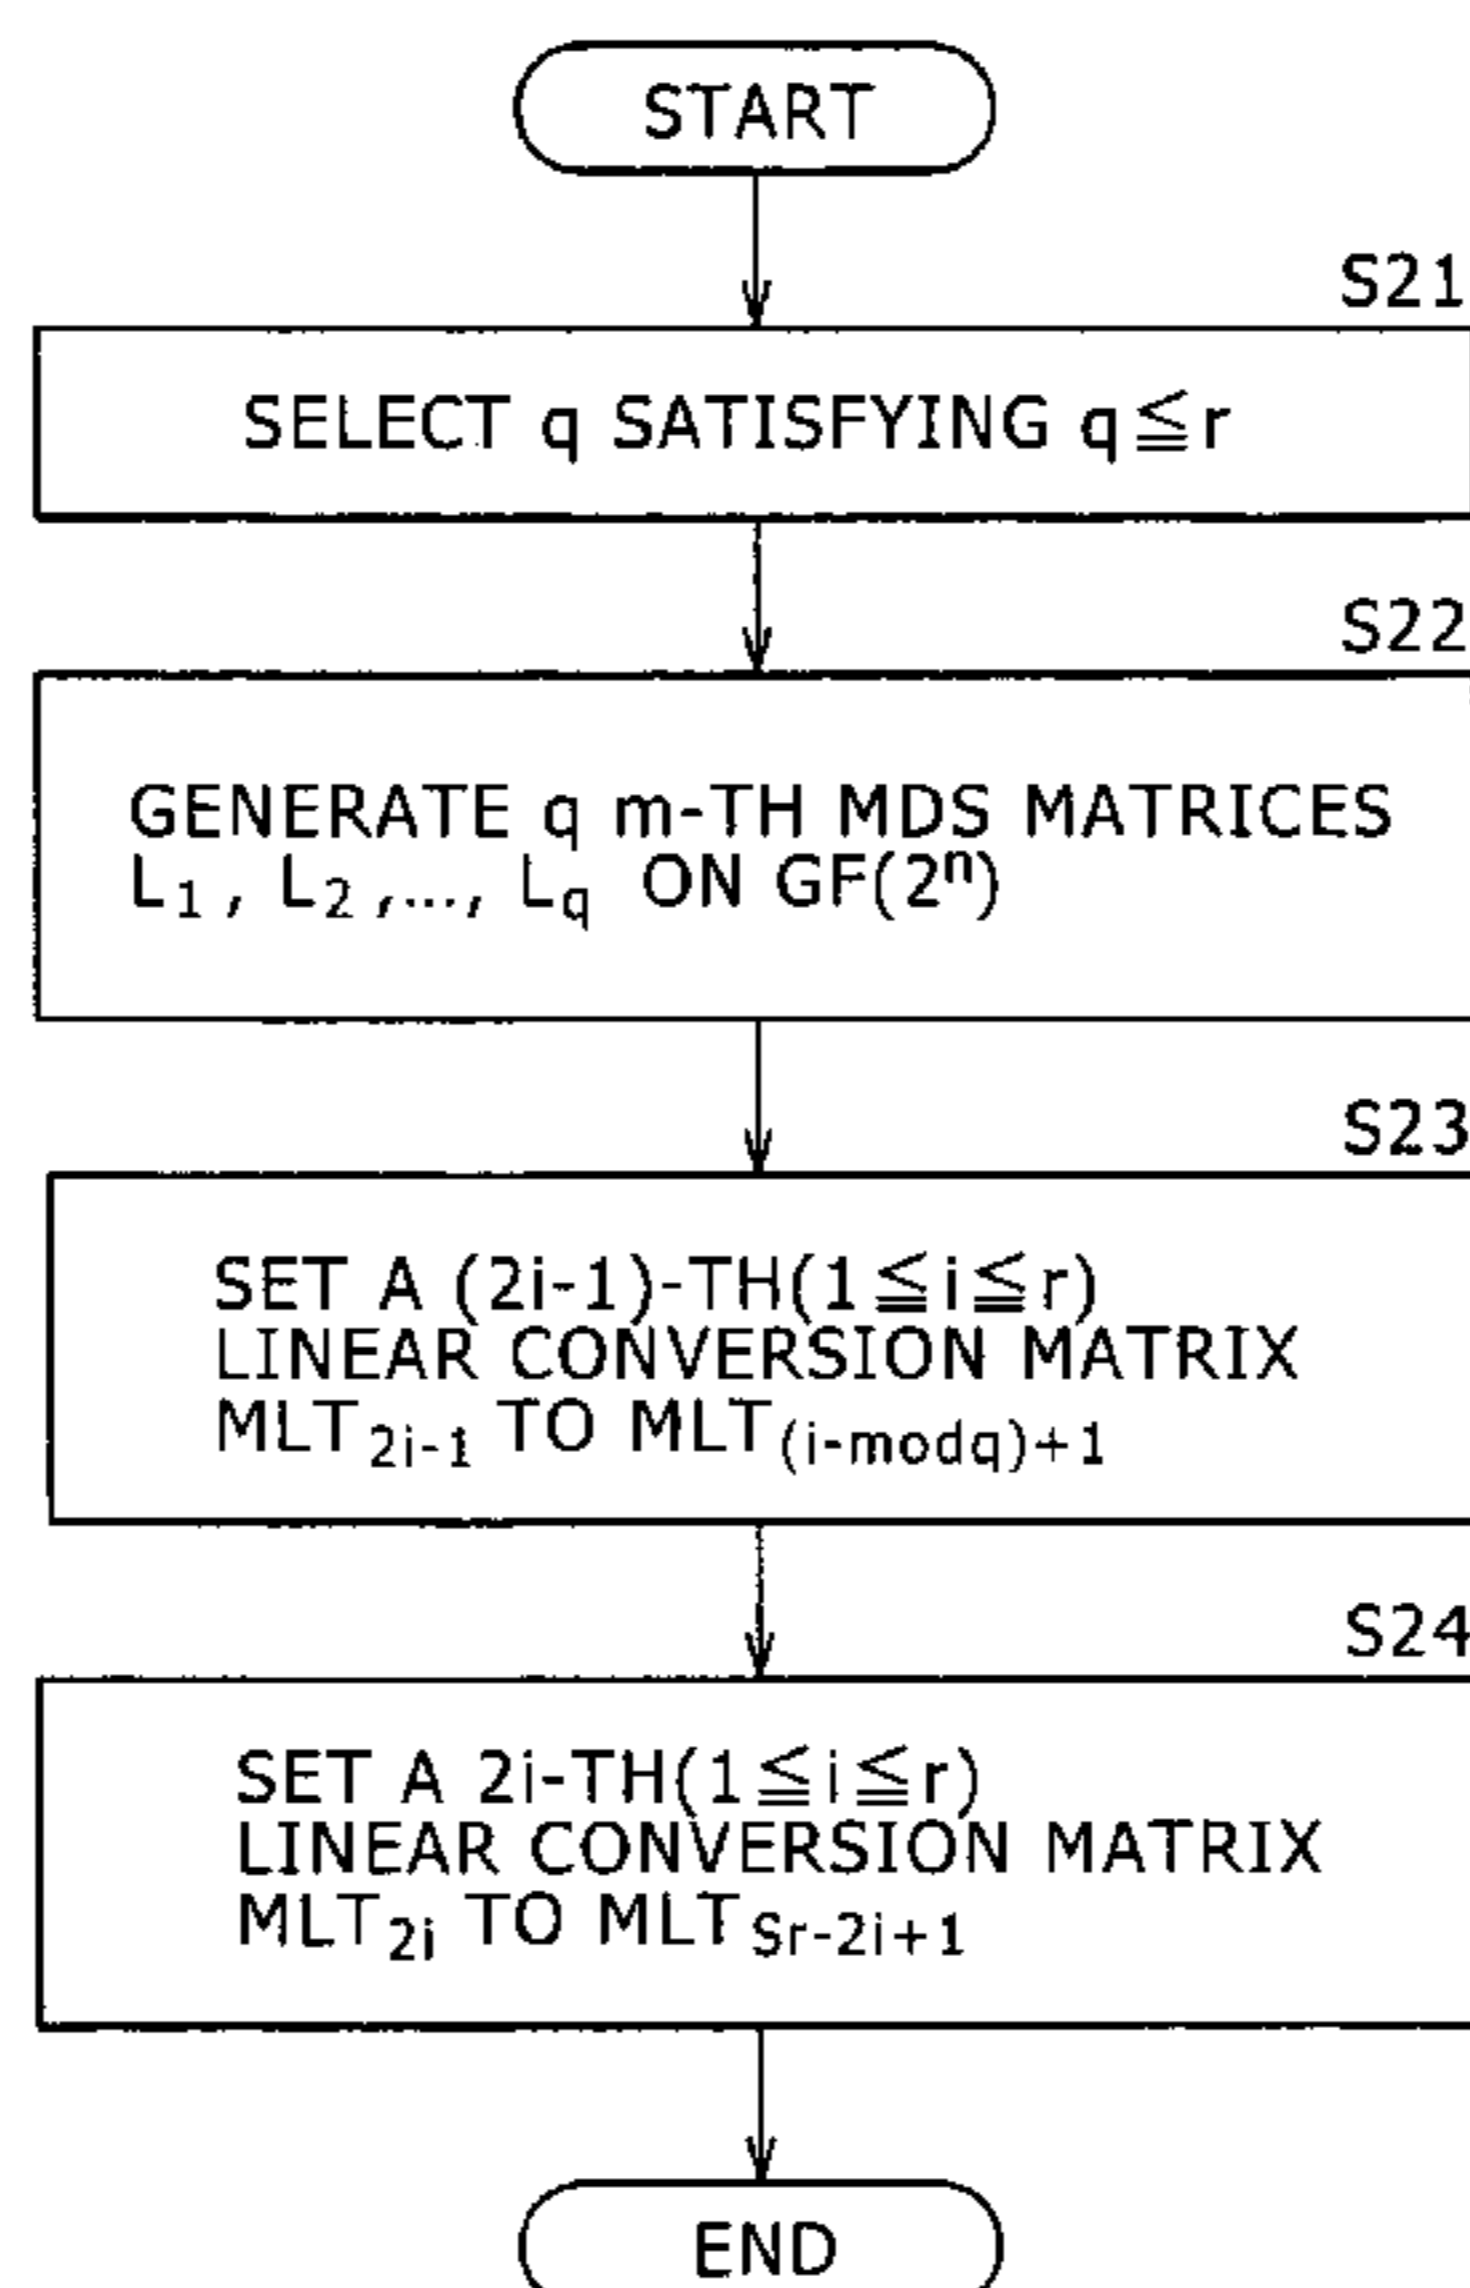 START
S21
SELECT q SATISFYING q≦r
S22
GENERATE q m-TH MDS MATRICES
L₁, L₂,..., Lq ON GF(2ⁿ)
S23
SET A (2i-1)-TH(1≦i≦r)
LINEAR CONVERSION MATRIX
MLT2i-1 TO MLT(i-modq)+1
S24
SET A 2i-TH(1≦i≦r)
LINEAR CONVERSION MATRIX
MLT2i TO MLTSr-2i+1
END